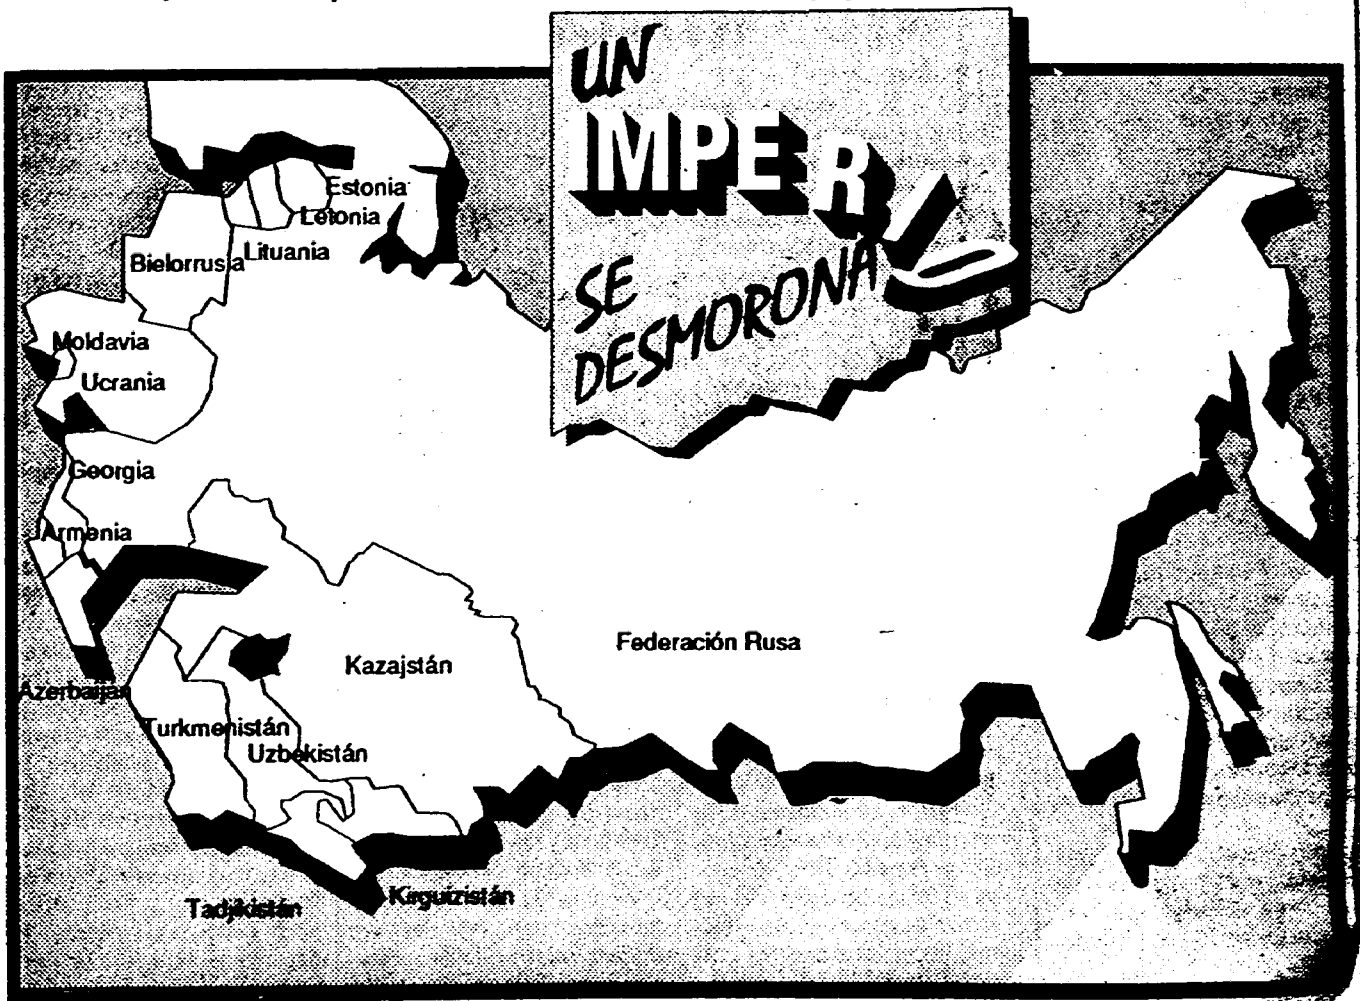 UN
IMPERIO
SE
DESMORONA
Estonia
Letonia
Lituania
Bielorrusia
Moldavia
Ucrania
Georgia
Armenia
Federación Rusa
Kazajstán
Azerbaiján
Turkmenistán
Uzbekistán
Kirguizistán
Tadjikistán